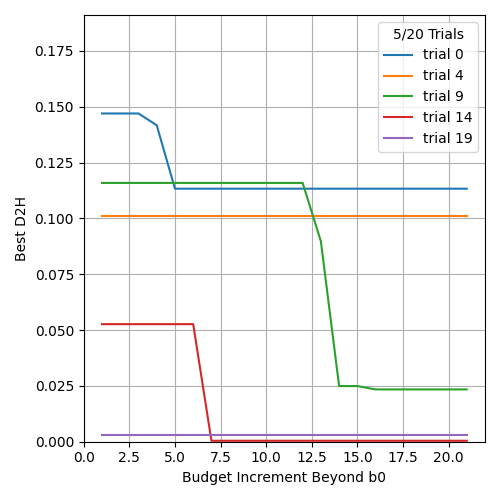 5/20 Trials
trial 0
trial 4
trial 9
trial 14
trial 19
Best D2H
0.175
0.150
0.125
0.100
0.075
0.050
0.025
0.000
0.0 2.5 5.0 7.5 10.0 12.5 15.0 17.5 20.0
Budget Increment Beyond b0